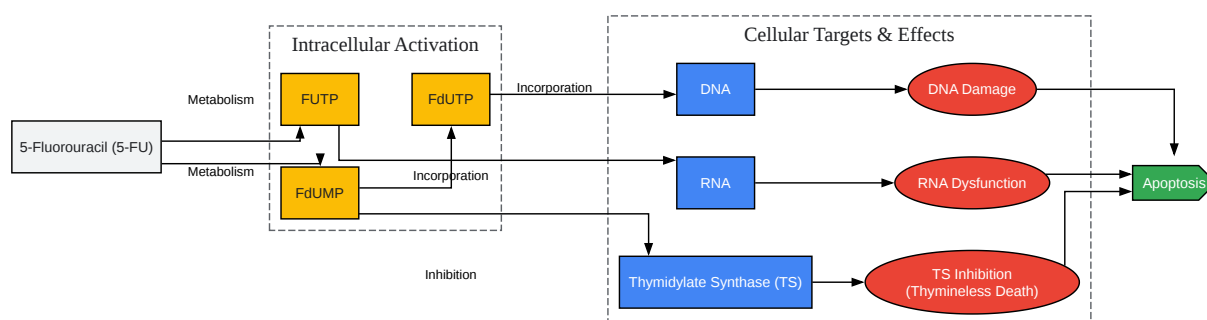 Intracellular Activation
Cellular Targets & Effects
Metabolism
FUTP
FdUTP
Incorporation
DNA
DNA Damage
5-Fluorouracil (5-FU)
Metabolism
FdUMP
Incorporation
RNA
RNA Dysfunction
Apoptosis
Inhibition
Thymidylate Synthase (TS)
TS Inhibition
(Thymineless Death)